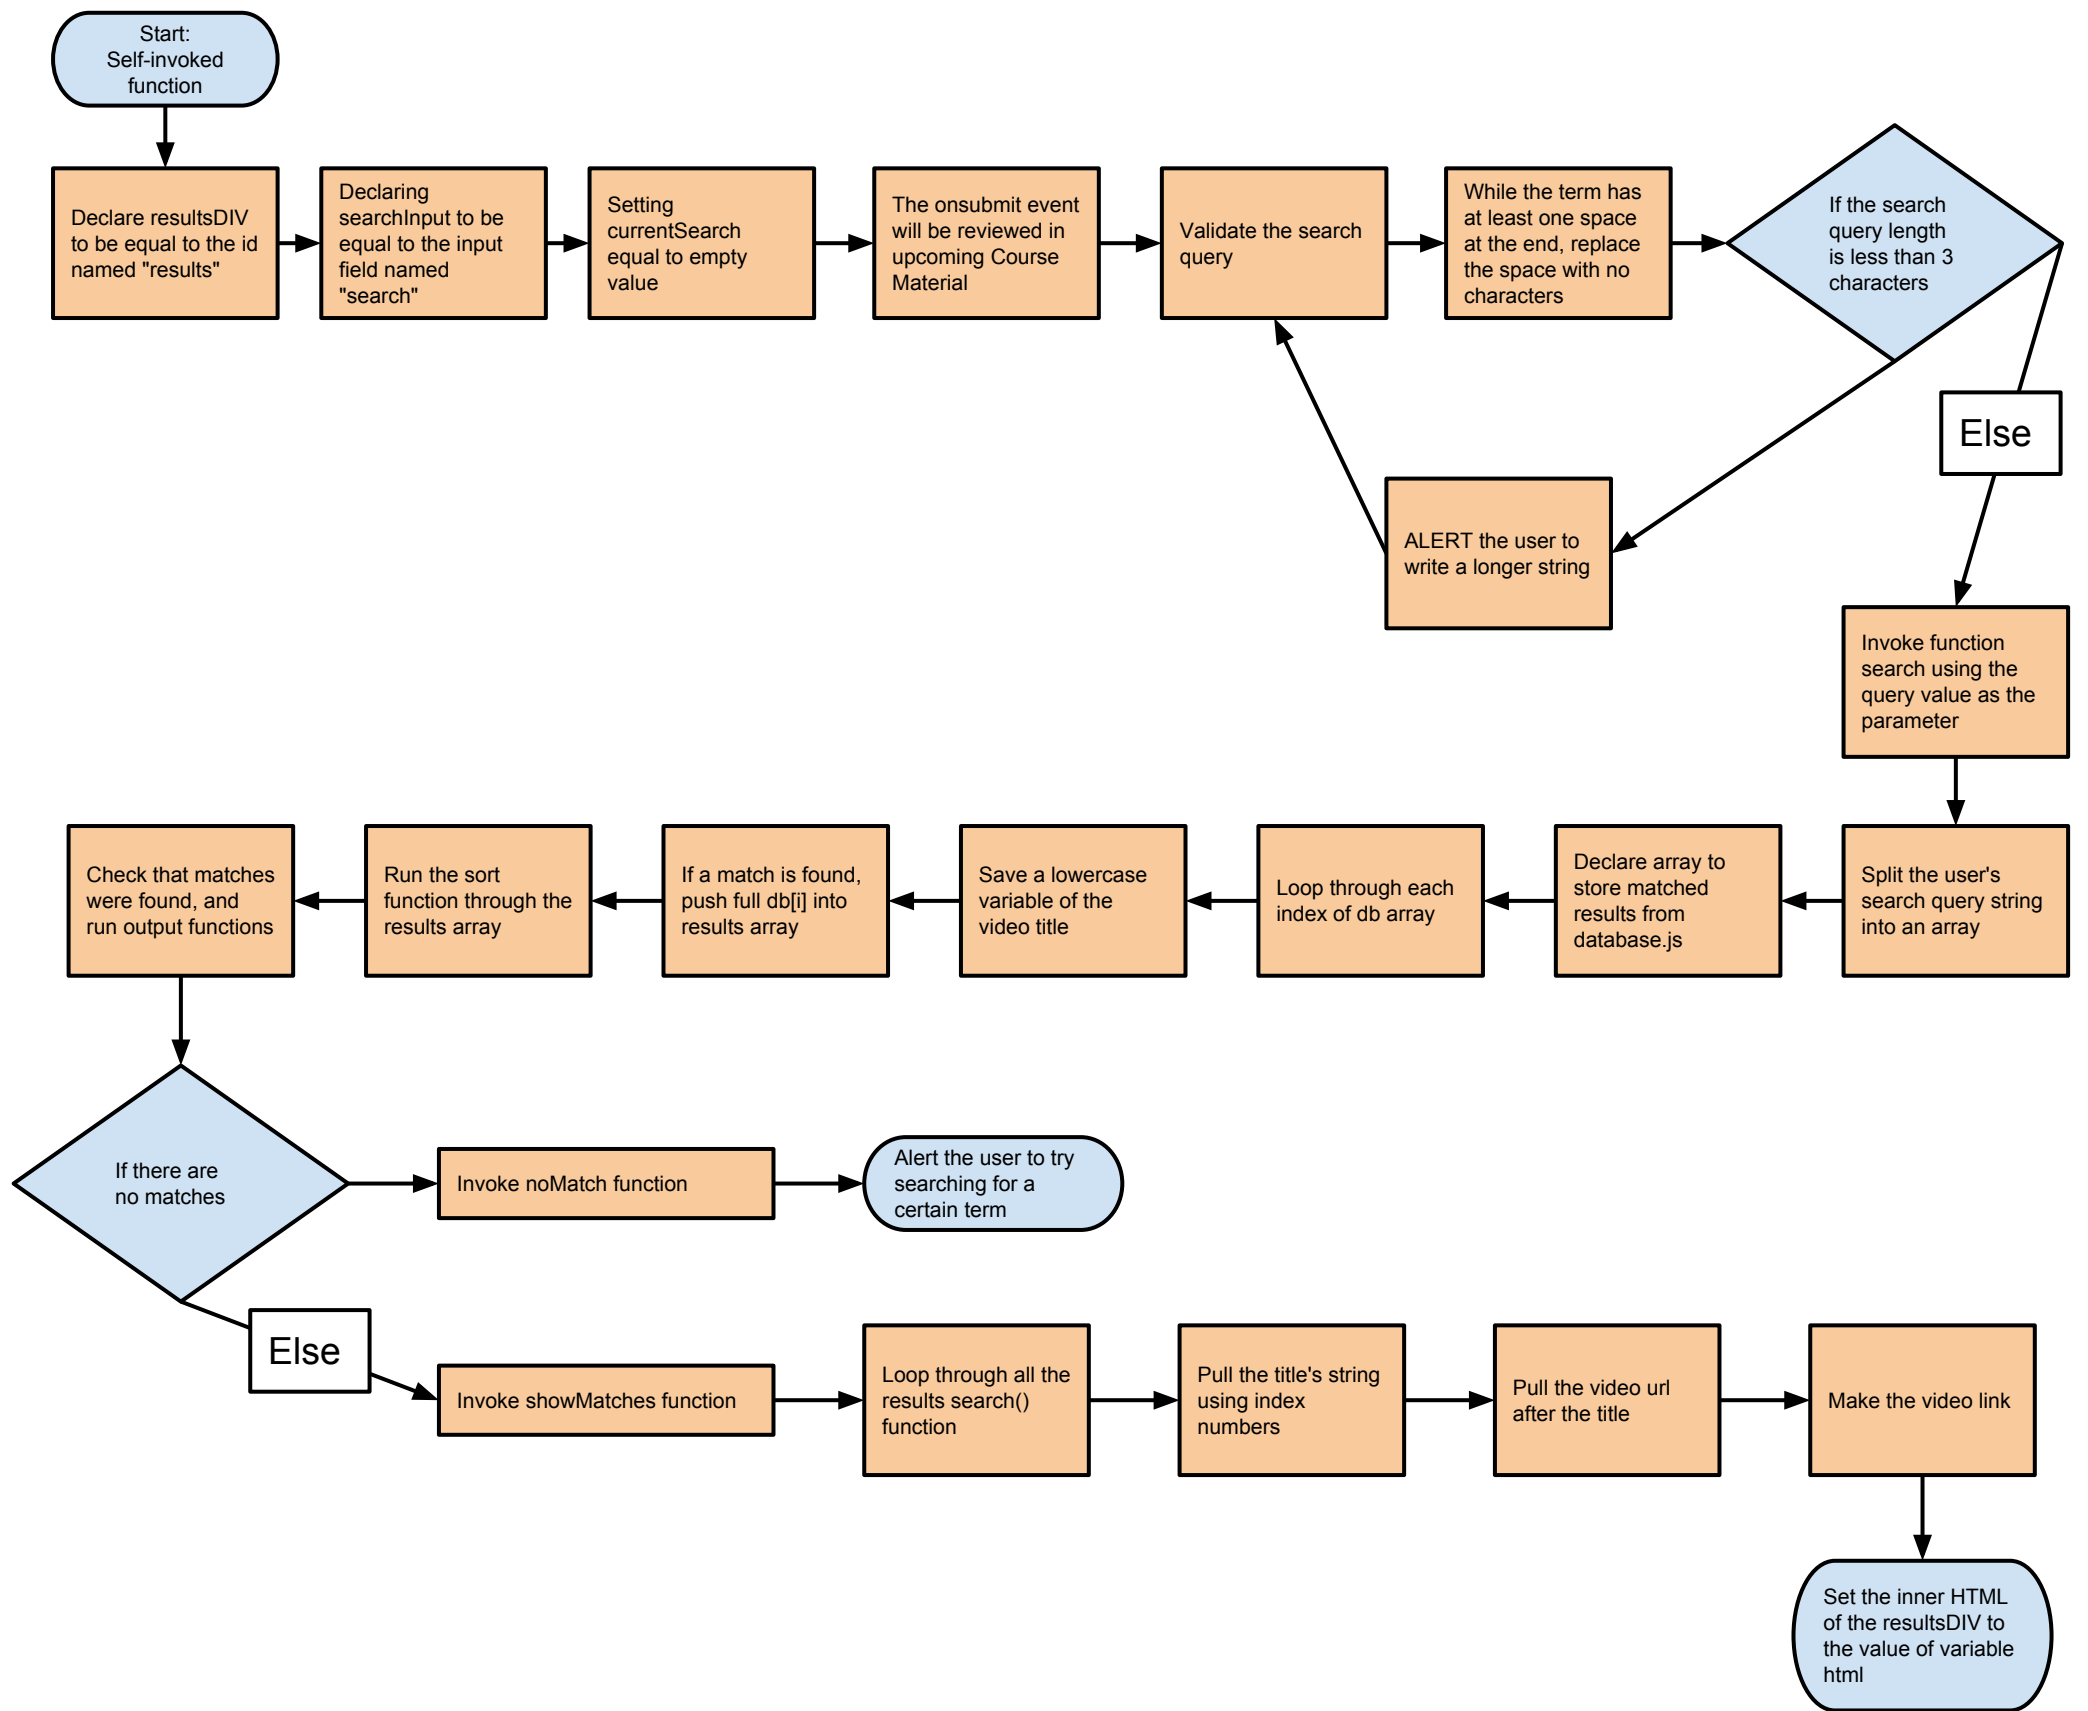 Start:
Self-invoked
function
Declare resultsDIV
to be equal to the id
named "results"
Declaring
searchInput to be
equal to the input
field named
"search"
Setting
currentSearch
equal to empty
value
The onsubmit event
will be reviewed in
upcoming Course
Material
Validate the search
query
While the term has
at least one space
at the end, replace
the space with no
characters
If the search
query length
is less than 3
characters
Else
ALERT the user to
write a longer string
Invoke function
search using the
query value as the
parameter
Split the user's
search query string
into an array
Declare array to
store matched
results from
database.js
Loop through each
index of db array
Save a lowercase
variable of the
video title
If a match is found,
push full db[i] into
results array
Run the sort
function through the
results array
Check that matches
were found, and
run output functions
If there are
no matches
Invoke noMatch function
Alert the user to try
searching for a
certain term
Else
Invoke showMatches function
Loop through all the
results search()
function
Pull the title's string
using index
numbers
Pull the video url
after the title
Make the video link
Set the inner HTML
of the resultsDIV to
the value of variable
html